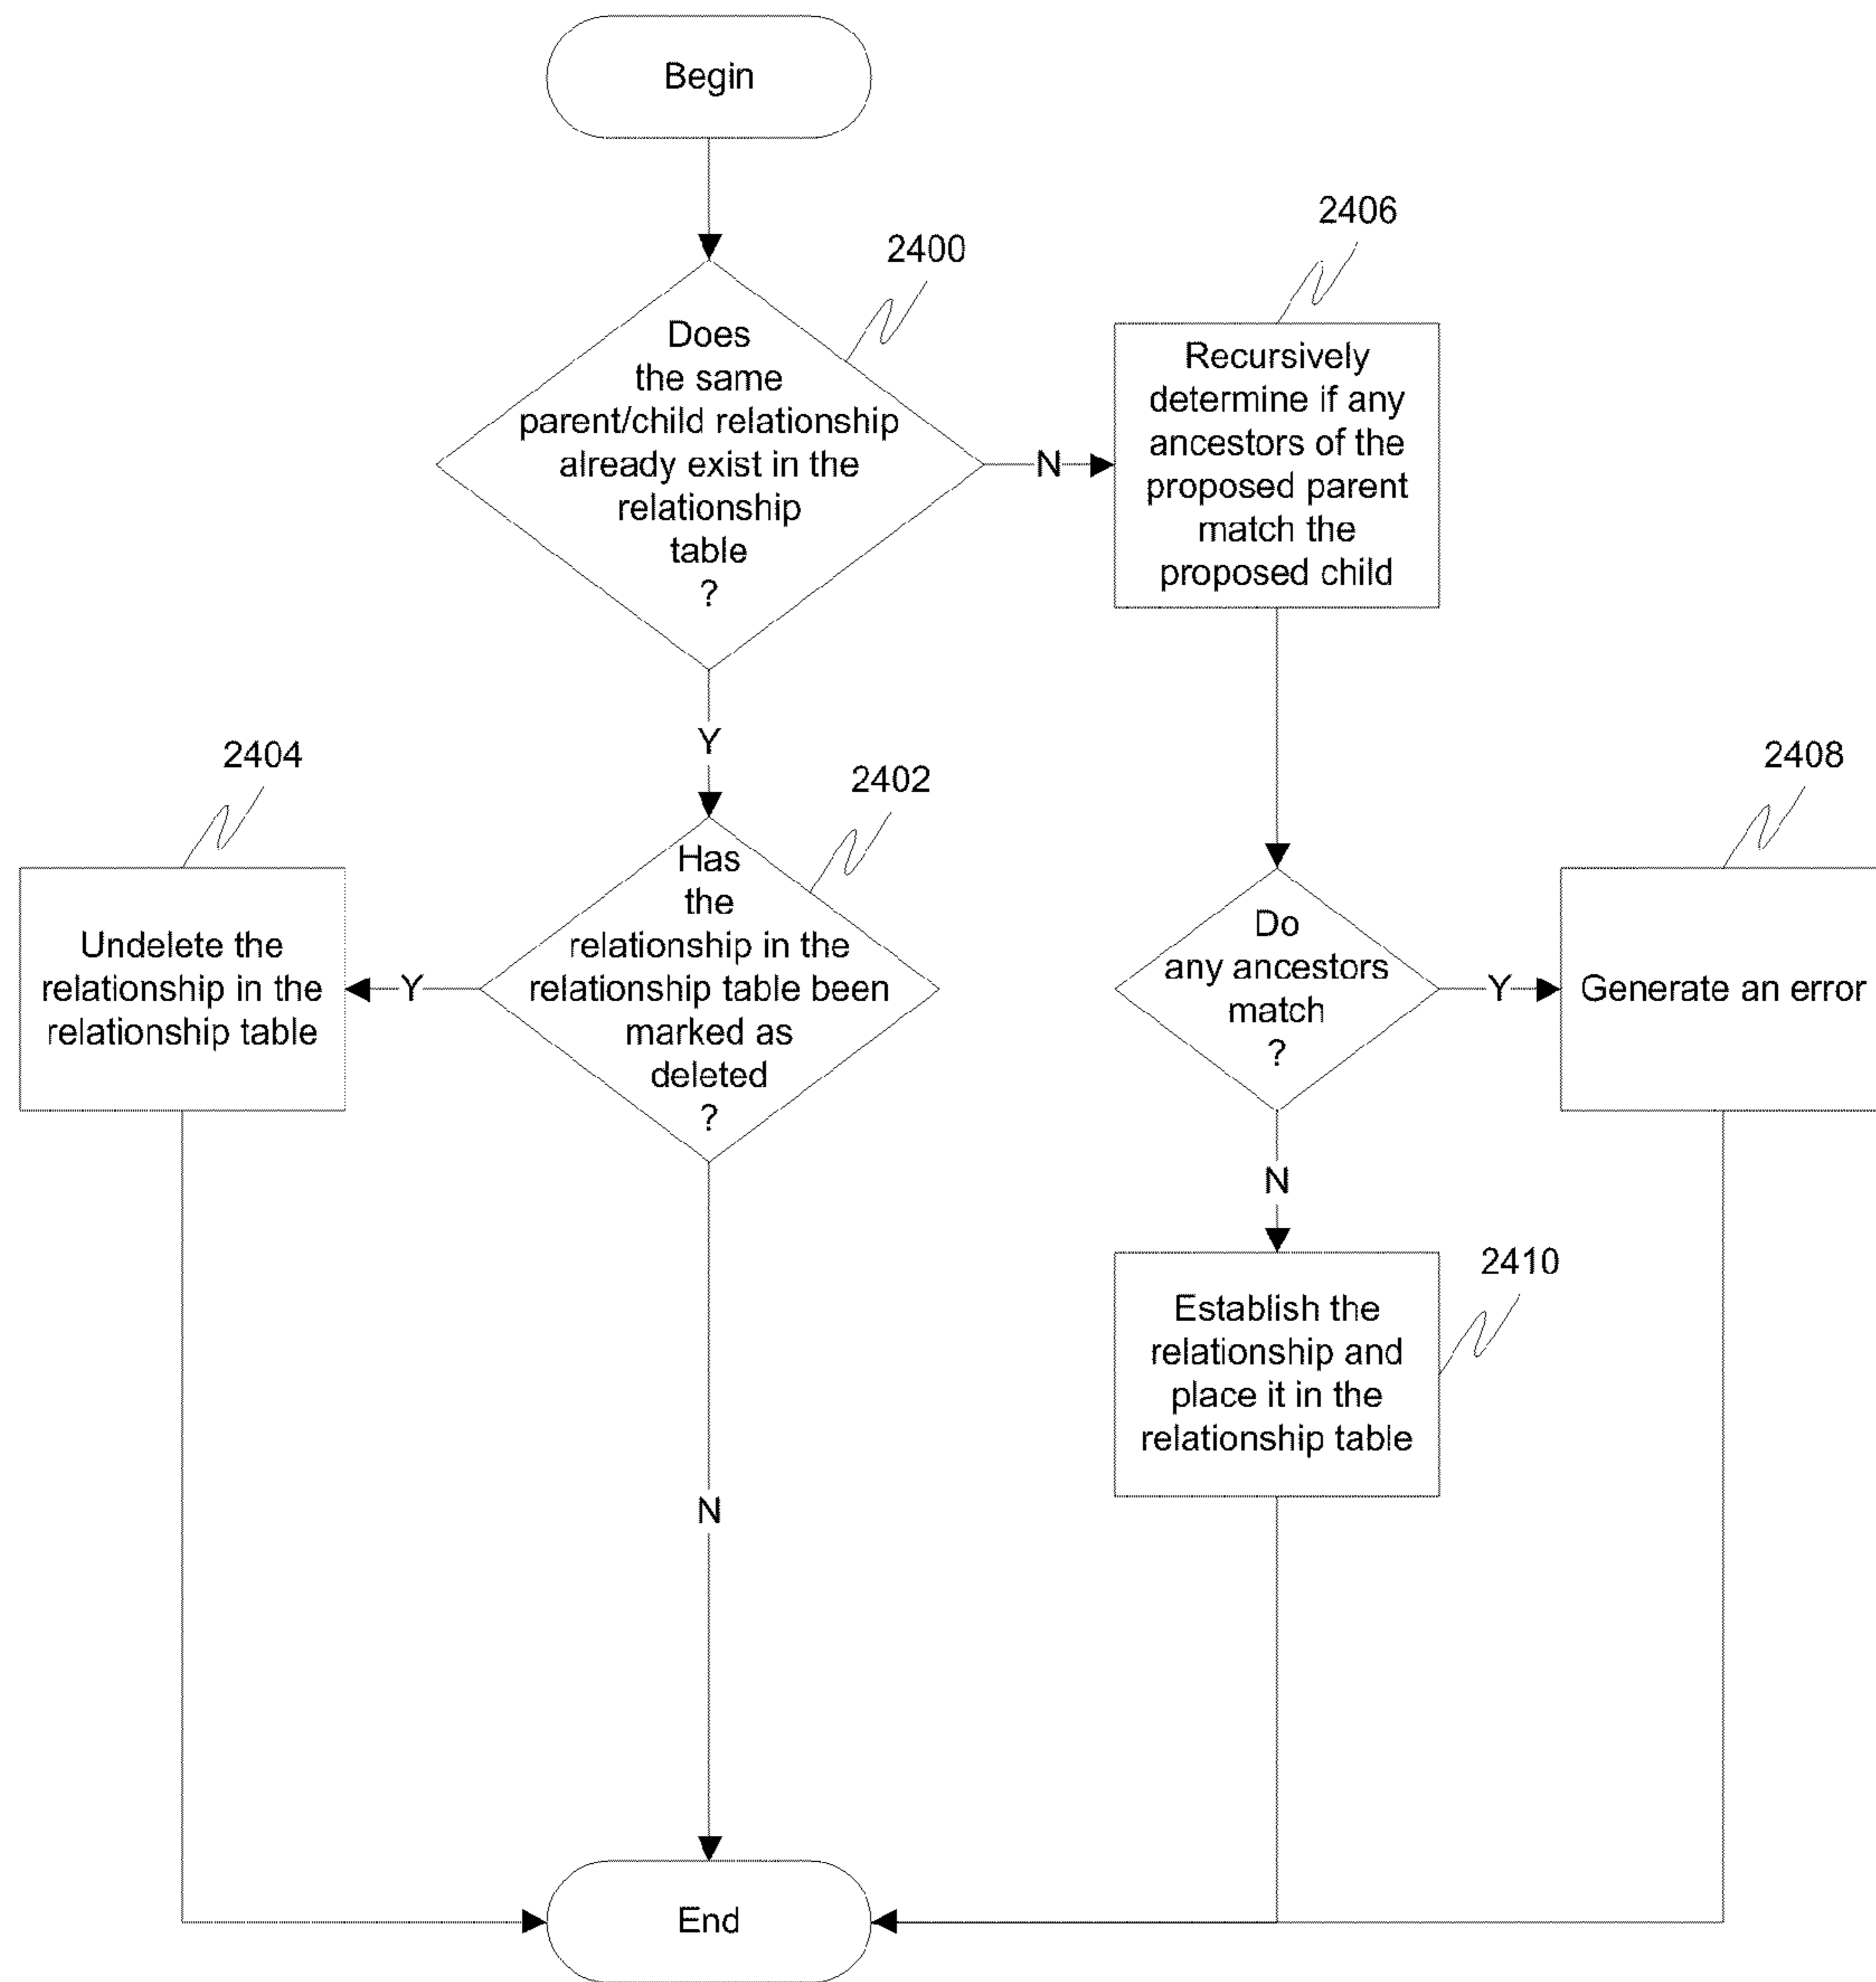 Begin
2400
Does
the same
parent/child relationship
already exist in the
relationship
table
?
N
2406
Recursively
determine if any
ancestors of the
proposed parent
match the
proposed child
Y
2404
Undelete the
relationship in the
relationship table
Y
2402
Has
the
relationship in the
relationship table been
marked as
deleted
?
N
Do
any ancestors
match
?
Y
2408
Generate an error
N
2410
Establish the
relationship and
place it in the
relationship table
End